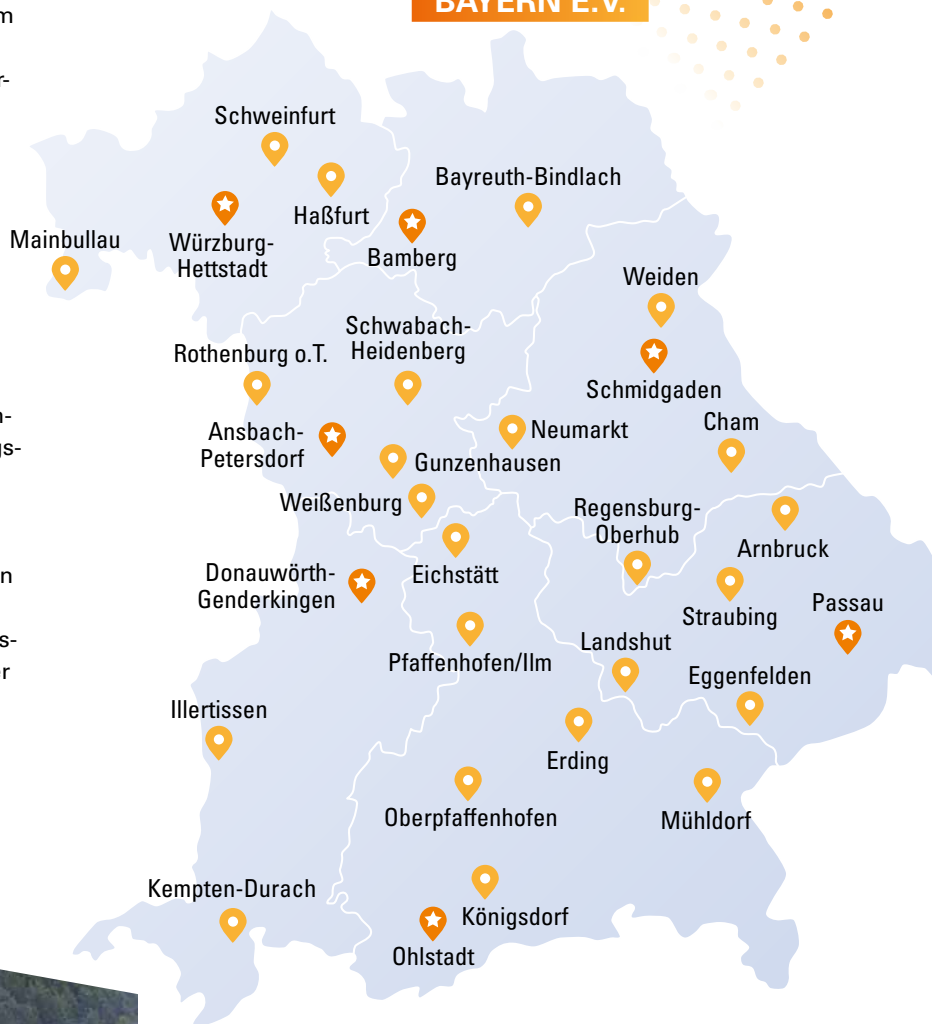 BAYERN E.V.
m
r-
n-
gs-
n
s-
er
Schweinfurt
Bayreuth-Bindlach
Haßfurt
Mainbullau
Würzburg-
Hettstadt
Bamberg
Weiden
Schwabach-
Heidenberg
Rothenburg o.T.
Schmidgaden
Cham
Ansbach-
Petersdorf
Neumarkt
Gunzenhausen
Weißenburg
Regensburg-
Oberhub
Arnbruck
Donauwörth-
Genderkingen
Eichstätt
Straubing
Passau
Landshut
Pfaffenhofen/Ilm
Eggenfelden
Illertissen
Erding
Oberpfaffenhofen
Mühldorf
Kempten-Durach
Königsdorf
Ohlstadt